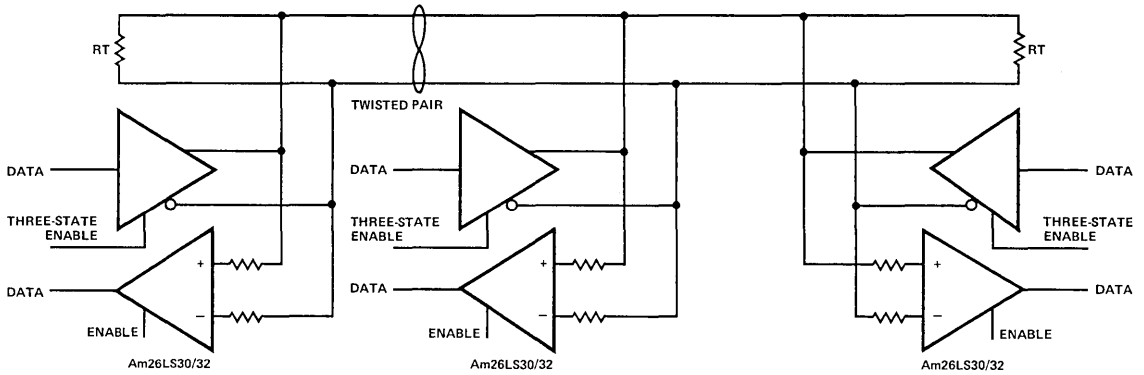 RT
RT
TWISTED PAIR
DATA
DATA
DATA
THREE-STATE
ENABLE
THREE-STATE
ENABLE
THREE-STATE
ENABLE
+
+
+
DATA
DATA
DATA
−
−
−
ENABLE
ENABLE
ENABLE
Am26LS30/32
Am26LS30/32
Am26LS30/32